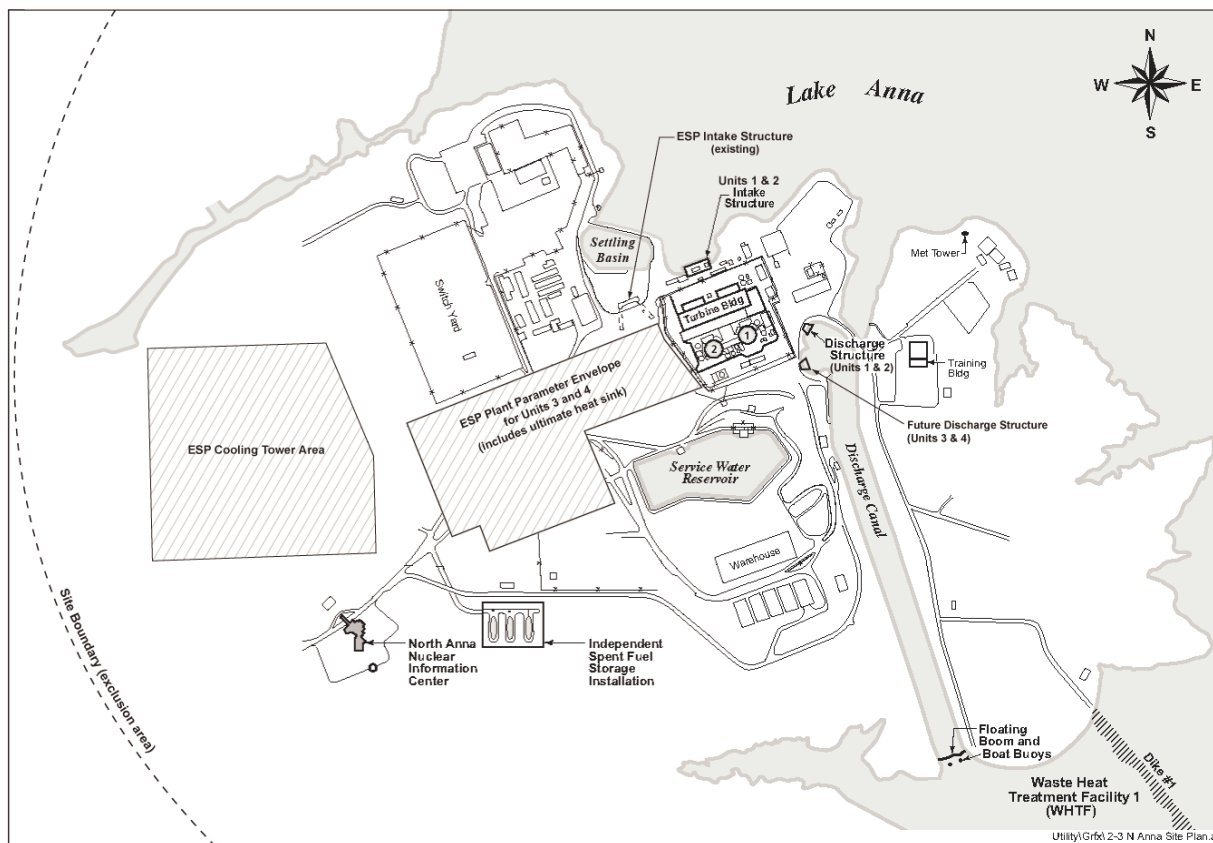 N
W E
S
Lake Anna
ESP Intake Structure
(existing)
Units 1 & 2
Intake
Structure
Settling
Basin
Met Tower
Switch Yard
Turbine Bldg
1
2
Discharge
Structure
(Units 1 & 2)
Training
Bldg
ESP Plant Parameter Envelope
for Units 3 and 4
(includes ultimate heat sink)
Future Discharge Structure
(Units 3 & 4)
ESP Cooling Tower Area
Service Water
Reservoir
Discharge Canal
Warehouse
Site Boundary (exclusion area)
North Anna
Nuclear
Information
Center
Independent
Spent Fuel
Storage
Installation
Floating
Boom and
Boat Buoys
Dike #1
Waste Heat
Treatment Facility 1
(WHTF)
Utility\Grfx\ 2-3 N Anna Site Plan.a